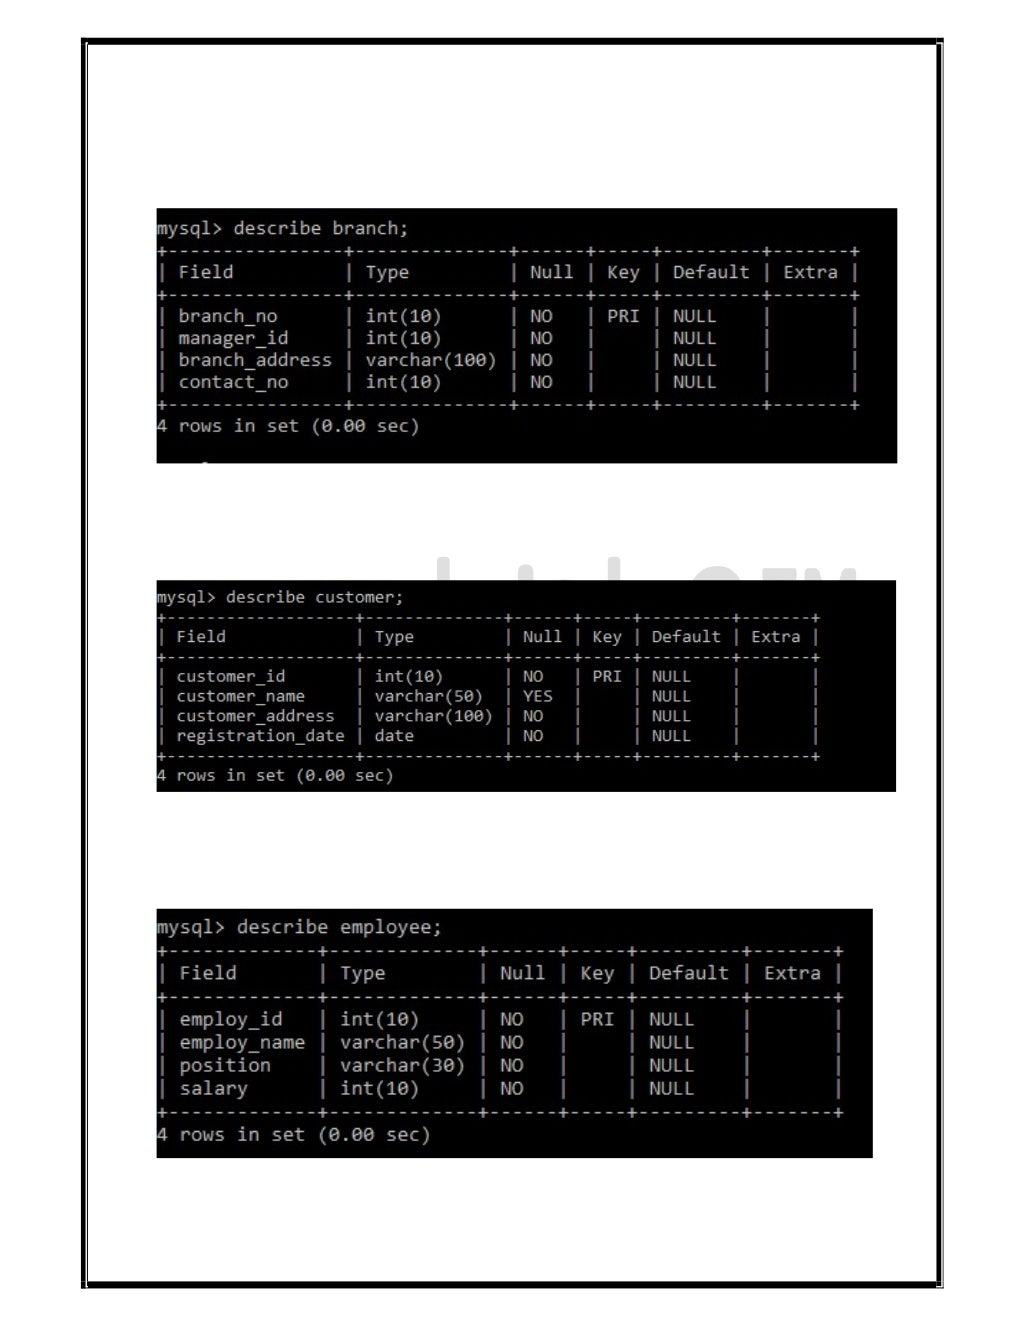 mysql> describe branch;
+----------------+--------------+------+-----+---------+-------+
| Field          | Type         | Null | Key | Default | Extra |
+----------------+--------------+------+-----+---------+-------+
| branch_no      | int(10)      | NO   | PRI | NULL    |       |
| manager_id     | int(10)      | NO   |     | NULL    |       |
| branch_address | varchar(100) | NO   |     | NULL    |       |
| contact_no     | int(10)      | NO   |     | NULL    |       |
+----------------+--------------+------+-----+---------+-------+
4 rows in set (0.00 sec)
mysql> describe customer;
+-------------------+--------------+------+-----+---------+-------+
| Field             | Type         | Null | Key | Default | Extra |
+-------------------+--------------+------+-----+---------+-------+
| customer_id       | int(10)      | NO   | PRI | NULL    |       |
| customer_name     | varchar(50)  | YES  |     | NULL    |       |
| customer_address  | varchar(100) | NO   |     | NULL    |       |
| registration_date | date         | NO   |     | NULL    |       |
+-------------------+--------------+------+-----+---------+-------+
4 rows in set (0.00 sec)
mysql> describe employee;
+-------------+-------------+------+-----+---------+-------+
| Field       | Type        | Null | Key | Default | Extra |
+-------------+-------------+------+-----+---------+-------+
| employ_id   | int(10)     | NO   | PRI | NULL    |       |
| employ_name | varchar(50) | NO   |     | NULL    |       |
| position    | varchar(30) | NO   |     | NULL    |       |
| salary      | int(10)     | NO   |     | NULL    |       |
+-------------+-------------+------+-----+---------+-------+
4 rows in set (0.00 sec)